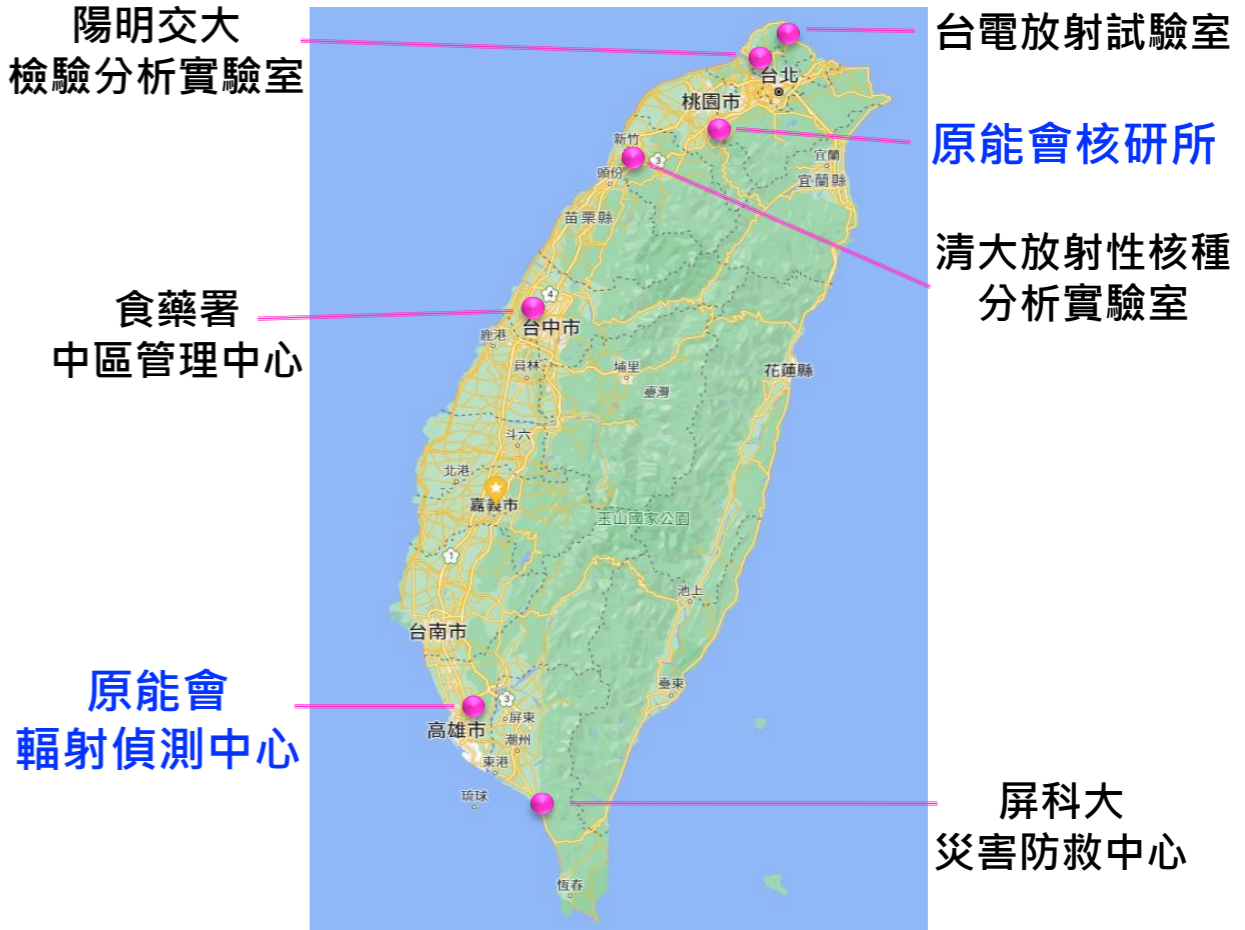 陽明交大
檢驗分析實驗室
台電放射試驗室
原能會核研所
清大放射性核種
分析實驗室
食藥署
中區管理中心
原能會
輻射偵測中心
屏科大
災害防救中心
台北
桃園市
新竹
3
頭份
宜蘭
宜蘭縣
苗栗縣
4
台中市
鹿港
員林
埔里
臺灣
花蓮縣
斗六
北港
嘉義市
玉山國家公園
1
池上
台南市
臺東
3
屏東
高雄市
潮州
東港
琉球
恆春